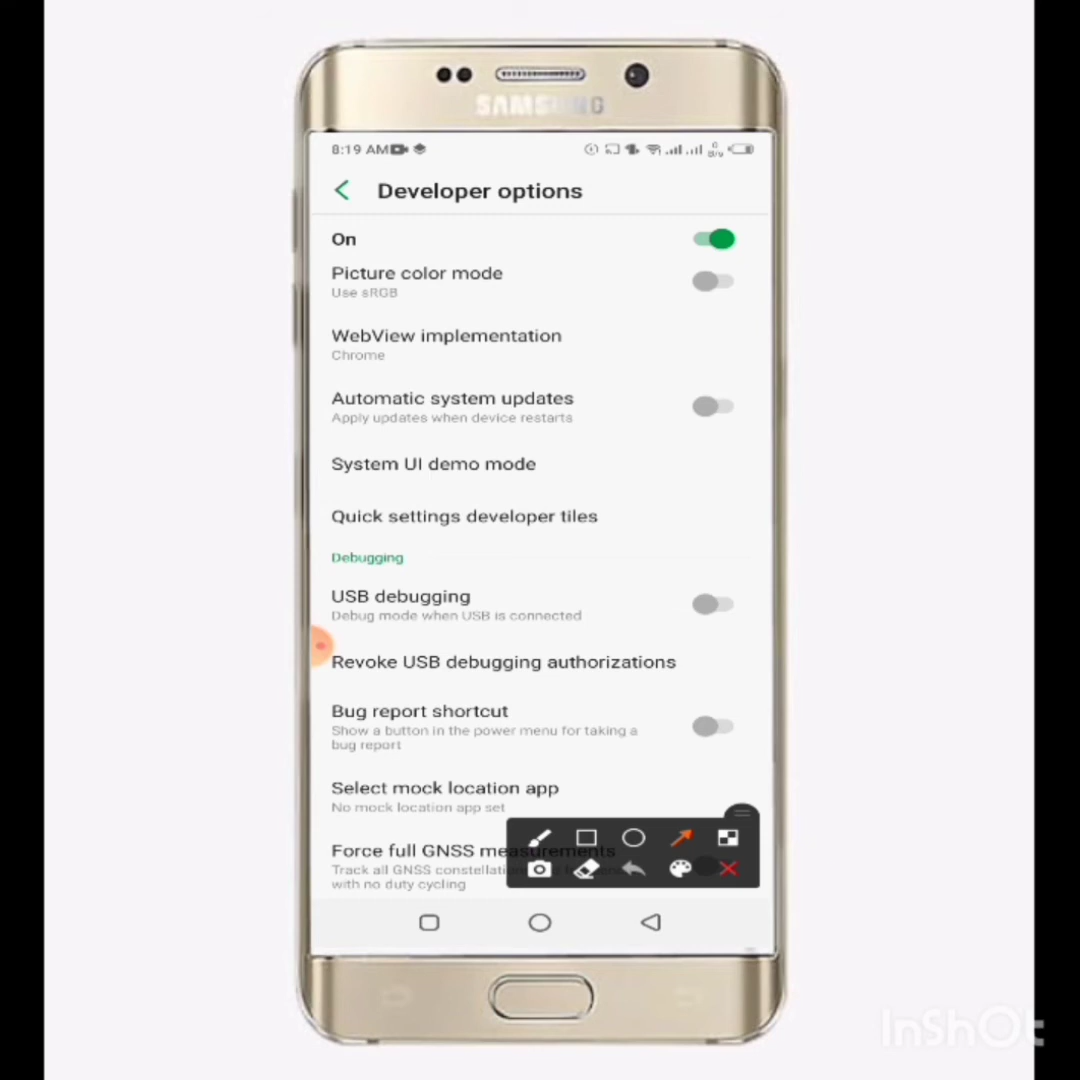 SAMSUNG
8:19 AM
Developer options
On
Picture color mode
Use sRGB
WebView implementation
Chrome
Automatic system updates
Apply updates when device restarts
System UI demo mode
Quick settings developer tiles
Debugging
USB debugging
Debug mode when USB is connected
Revoke USB debugging authorizations
Bug report shortcut
Show a button in the power menu for taking a
bug report
Select mock location app
No mock location app set
Force full GNSS measurements
Track all GNSS
with no duty cycling
InShOt